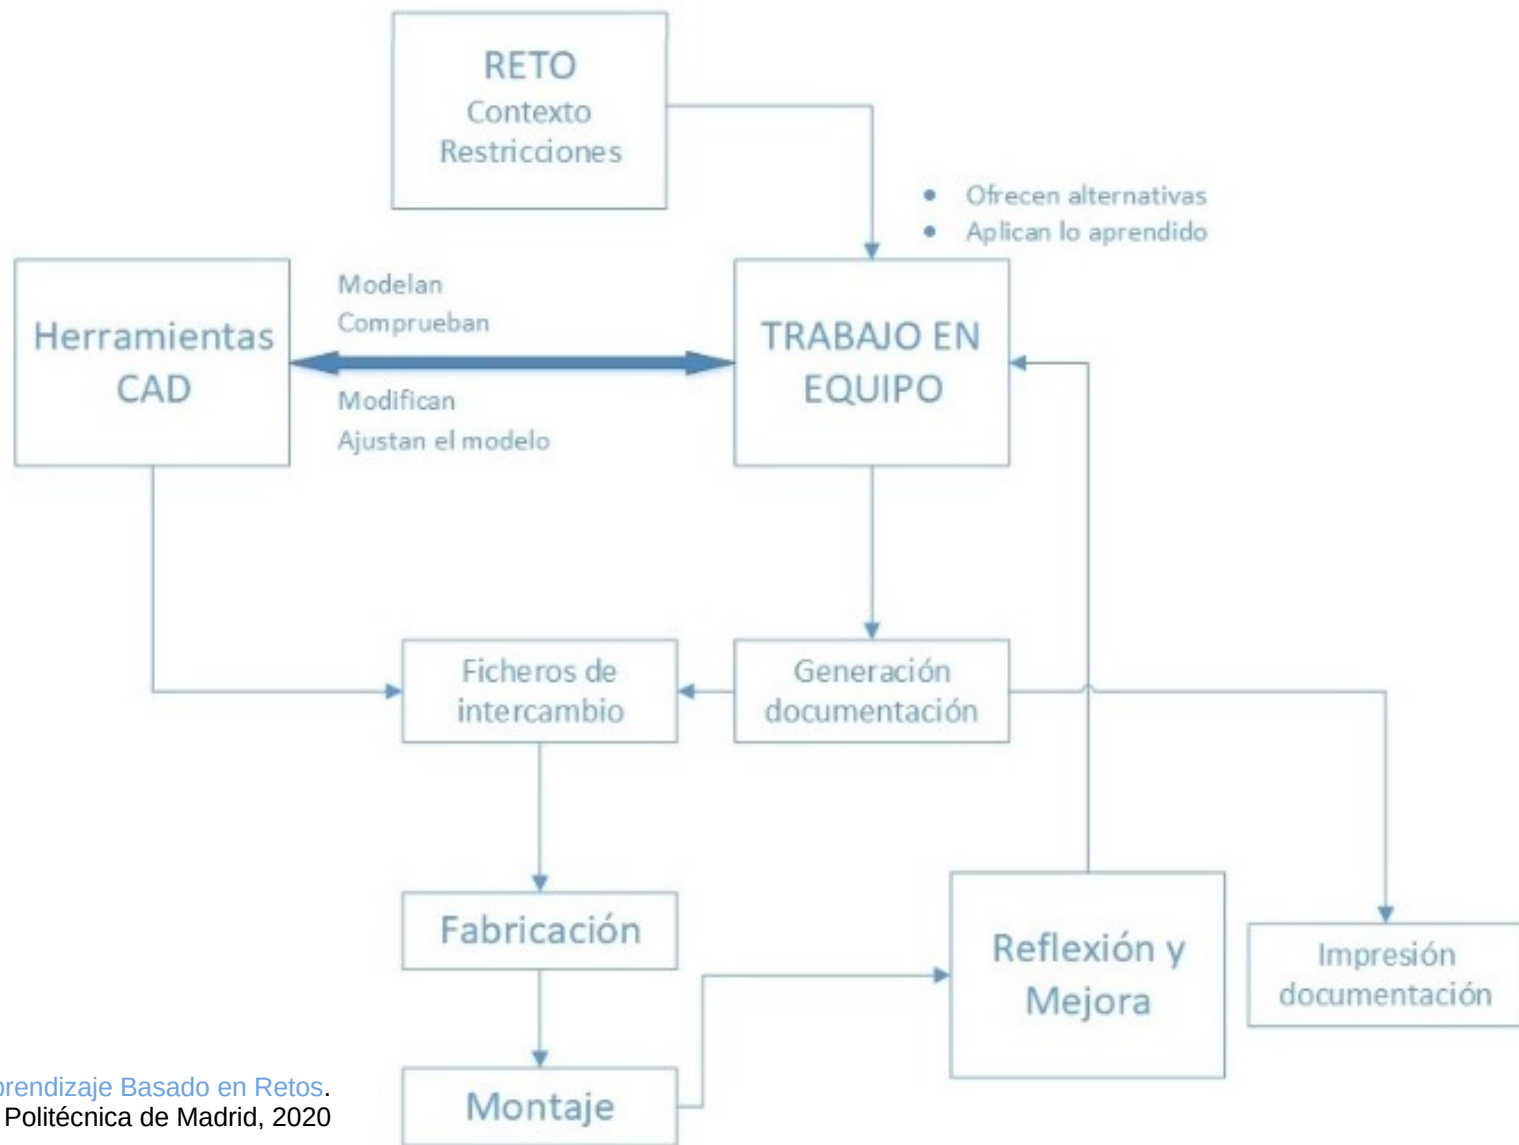 RETO
Contexto
Restricciones
Ofrecen alternativas
Aplican lo aprendido
Herramientas
CAD
Modelan
Comprueban
Modifican
Ajustan el modelo
TRABAJO EN
EQUIPO
Ficheros de
intercambio
Generación
documentación
Fabricación
Reflexión y
Mejora
Impresión
documentación
Montaje
Basado en Retos.
Politécnica de Madrid, 2020